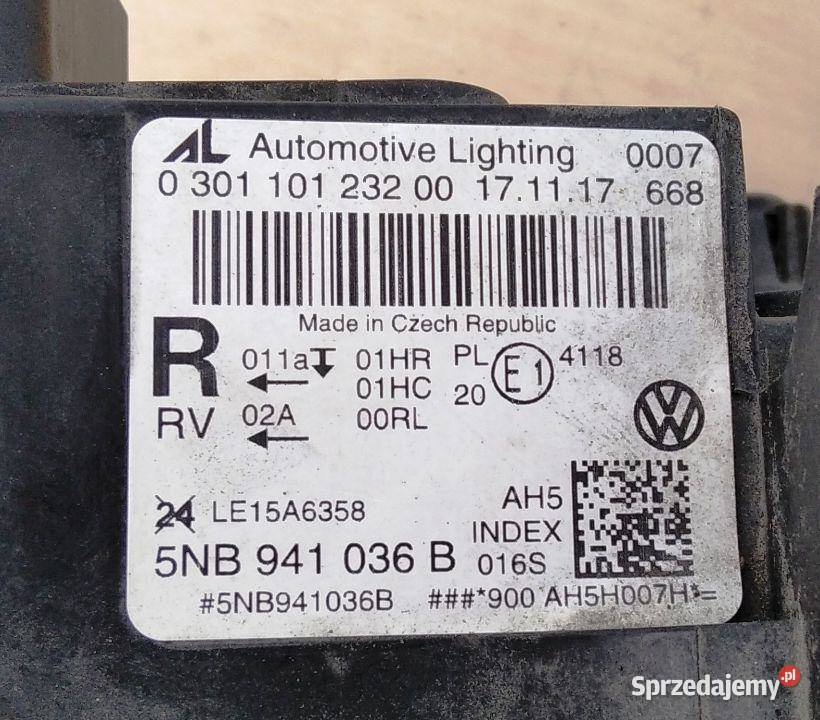 AL Automotive Lighting 0007
0 301 101 232 00 17.11.17 668
Made in Czech Republic
R 011a 01HR PL E1 4118
01HC 20
RV 02A 00RL
VW
24 LE15A6358 AH5
INDEX
5NB 941 036 B 016S
#5NB941036B ###*900 AH5H007H*=
Sprzedajemy.pl